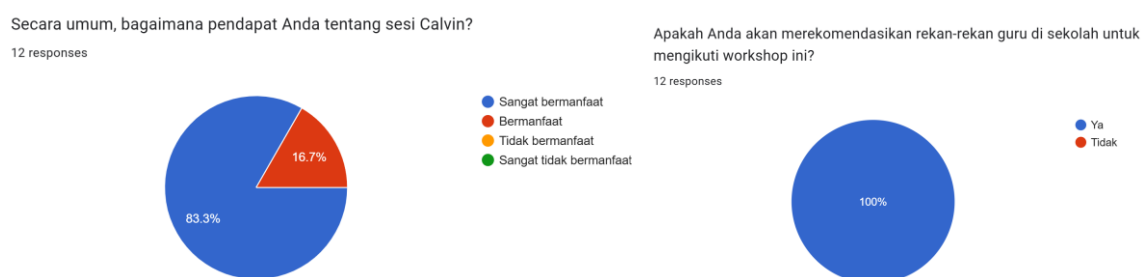 Secara umum, bagaimana pendapat Anda tentang sesi Calvin?
12 responses
Sangat bermanfaat
Bermanfaat
Tidak bermanfaat
Sangat tidak bermanfaat
16.7%
83.3%
Apakah Anda akan merekomendasikan rekan-rekan guru di sekolah untuk
mengikuti workshop ini?
12 responses
Ya
Tidak
100%